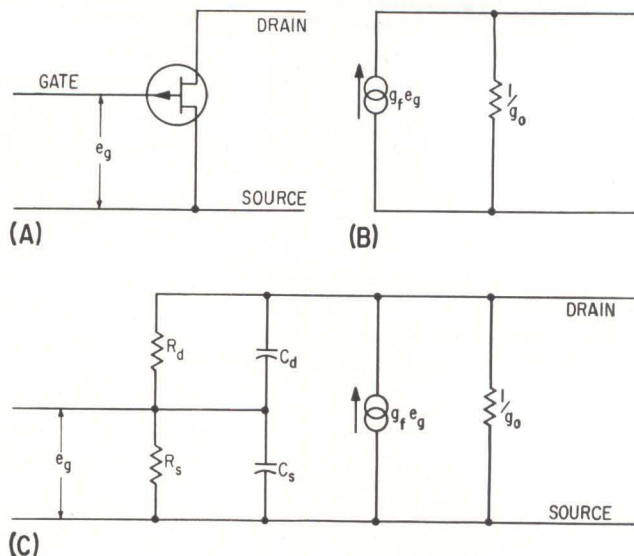 DRAIN
GATE
e_g
SOURCE
(A)
g_f e_g
1/g_o
(B)
R_d
C_d
DRAIN
e_g
R_s
C_s
g_f e_g
1/g_o
SOURCE
(C)